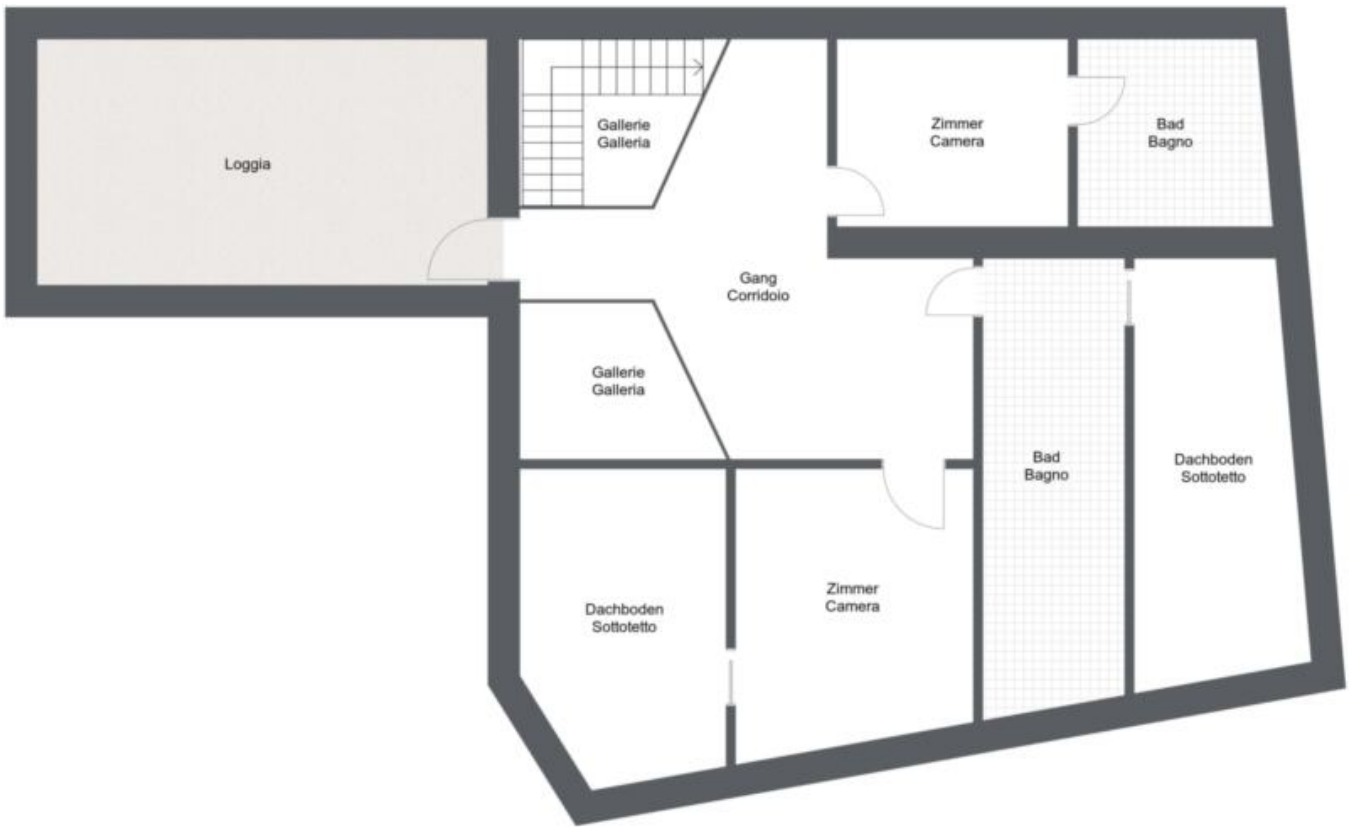 Gallerie
Galleria
Zimmer
Camera
Bad
Bagno
Loggia
Gang
Corridoio
Gallerie
Galleria
Bad
Bagno
Dachboden
Sottotetto
Zimmer
Camera
Dachboden
Sottotetto